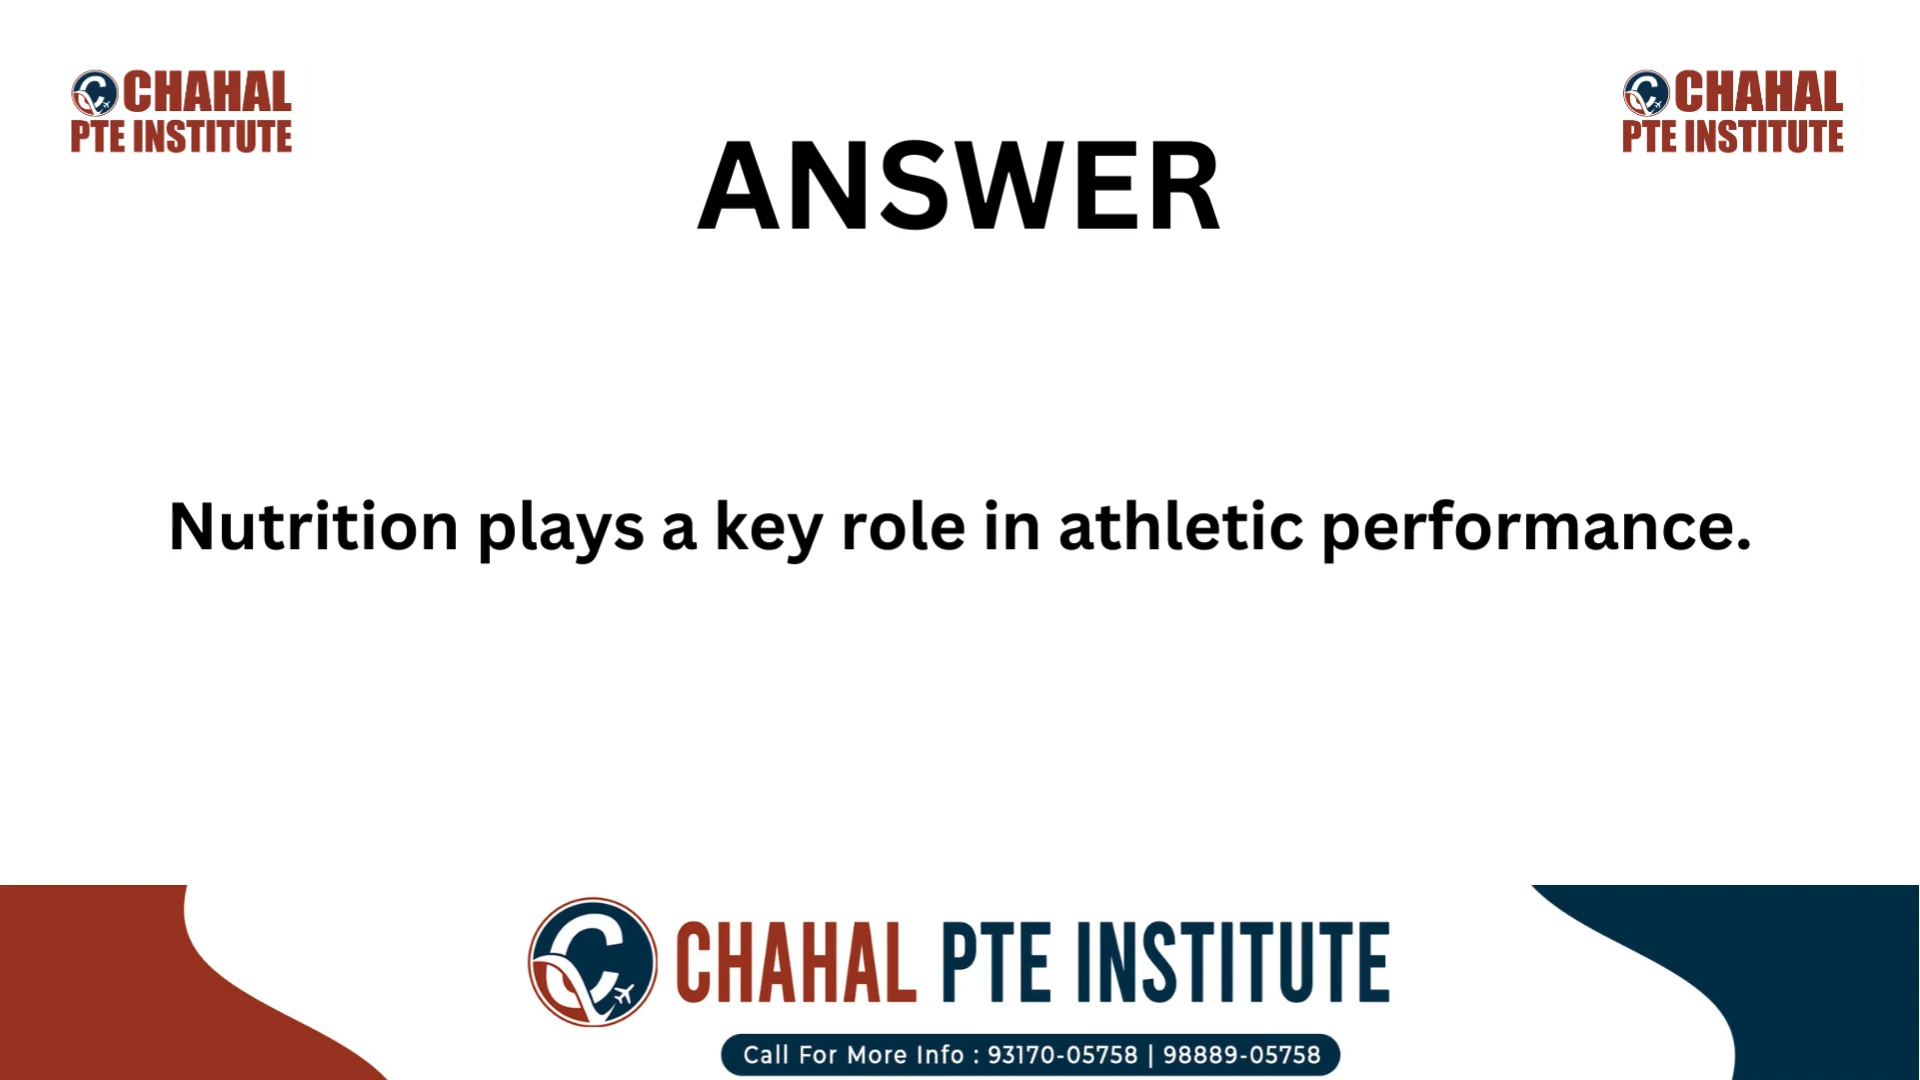 CHAHAL
PTE INSTITUTE
CHAHAL
PTE INSTITUTE
ANSWER
Nutrition plays a key role in athletic performance.
CHAHAL PTE INSTITUTE
Call For More Info : 93170-05758 | 98889-05758